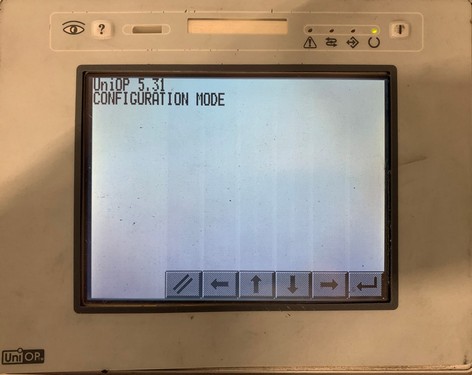 ?
UniOP 5.31
CONFIGURATION MODE
UniOP